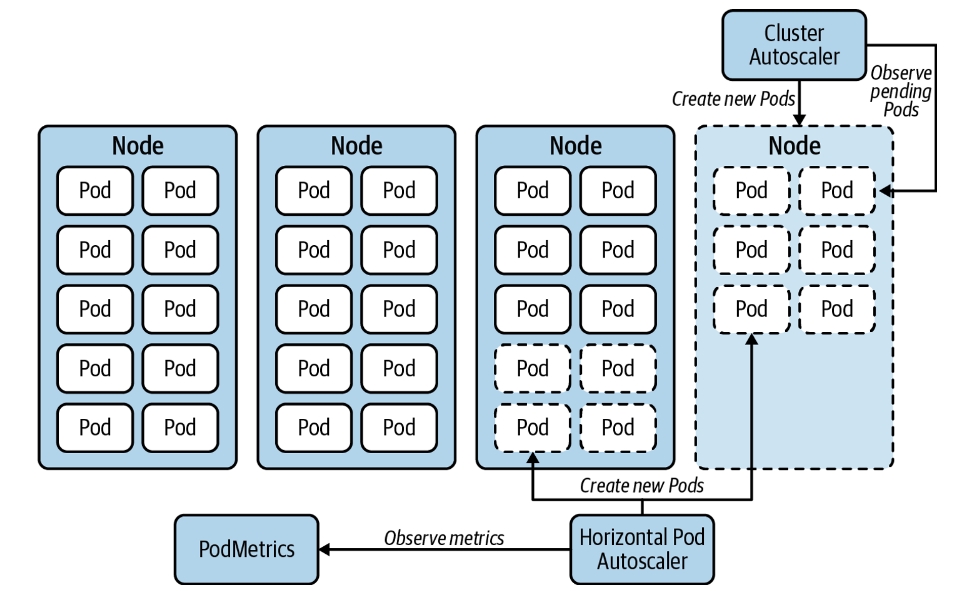 Cluster
Autoscaler
Create new Pods
Observe
pending
Pods
Node
Pod Pod
Pod Pod
Pod Pod
Pod Pod
Pod Pod
Node
Pod Pod
Pod Pod
Pod Pod
Pod Pod
Pod Pod
Node
Pod Pod
Pod Pod
Pod Pod
Pod Pod
Pod Pod
Node
Pod Pod
Pod Pod
Pod Pod
Create new Pods
PodMetrics
Observe metrics
Horizontal Pod
Autoscaler